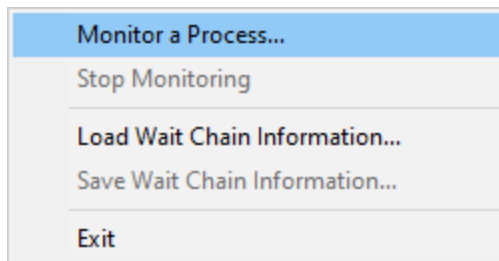 Monitor a Process...
Stop Monitoring
Load Wait Chain Information...
Save Wait Chain Information...
Exit